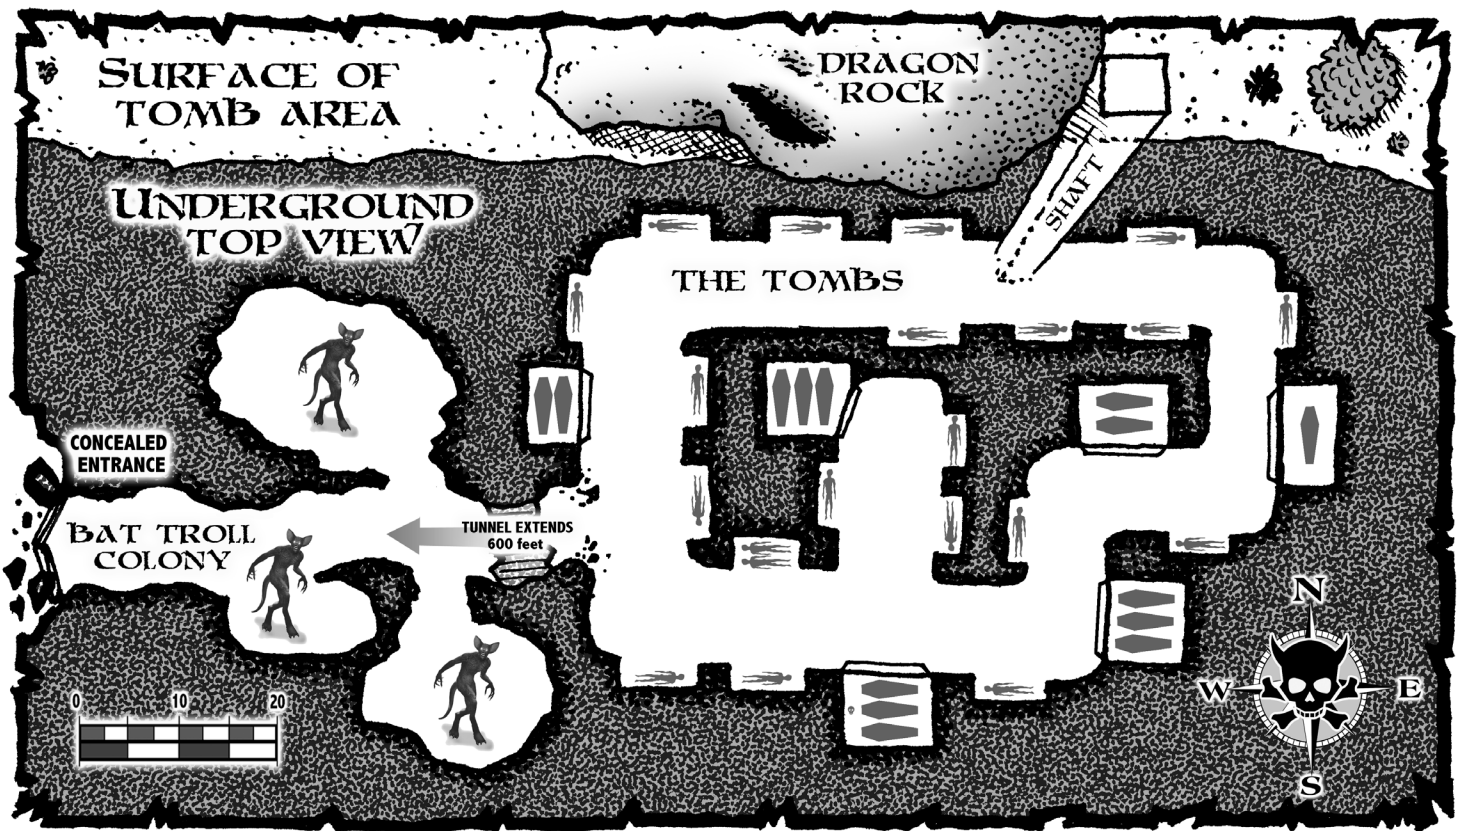 SURFACE OF
TOMB AREA
DRAGON
ROCK
SHAFT
UNDERGROUND
TOP VIEW
THE TOMBS
CONCEALED
ENTRANCE
BAT TROLL
COLONY
TUNNEL EXTENDS
600 feet
N
W E
S
0 10 20